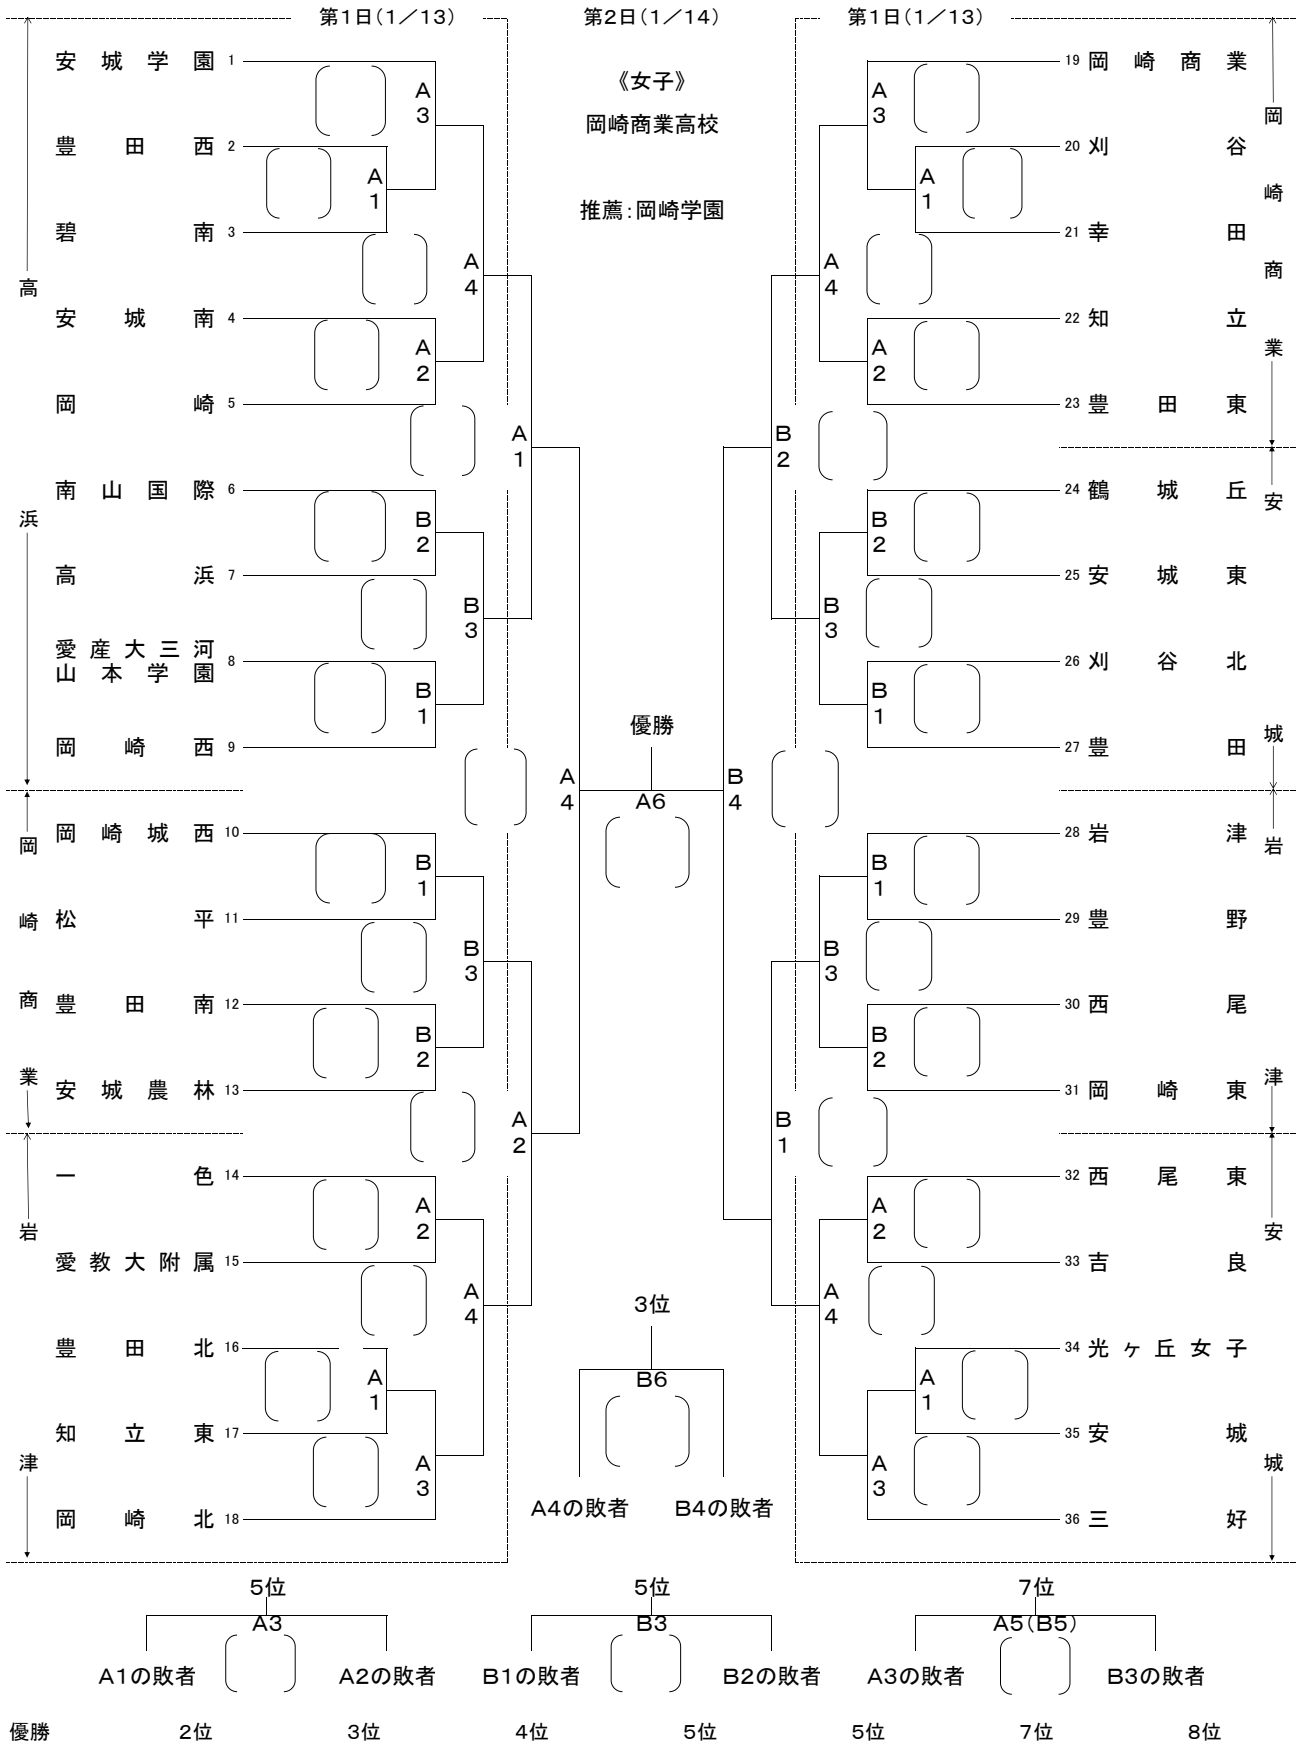 第1日(1／13) 第2日(1／14) 第1日(1／13)
《女子》
岡崎商業高校
推薦：岡崎学園
安城学園 1
A3
豊田西 2
A1
碧南 3
A4
安城南 4
A2
岡崎 5
A1
南山国際 6
B2
高浜 7
B3
愛産大三河
山本学園 8
B1
岡崎西 9
A4
岡崎城西 10
B1
松平 11
B3
豊田南 12
B2
安城農林 13
A2
一色 14
A2
愛教大附属 15
A4
豊田北 16
A1
知立東 17
A3
岡崎北 18
高浜
岡崎商業
岩津
優勝
A6
3位
B6
A4の敗者 B4の敗者
19 岡崎商業
A3
20 刈谷
A1
21 幸田
A4
22 知立
A2
23 豊田東
B2
24 鶴城丘
B2
25 安城東
B3
26 刈谷北
B1
27 豊田
B4
28 岩津
B1
29 豊野
B3
30 西尾
B2
31 岡崎東
B1
32 西尾東
A2
33 吉良
A4
34 光ヶ丘女子
A1
35 安城
A3
36 三好
岡崎商業
安城
岩津
安城
5位 5位 7位
A3 B3 A5(B5)
A1の敗者 A2の敗者 B1の敗者 B2の敗者 A3の敗者 B3の敗者
優勝 2位 3位 4位 5位 5位 7位 8位